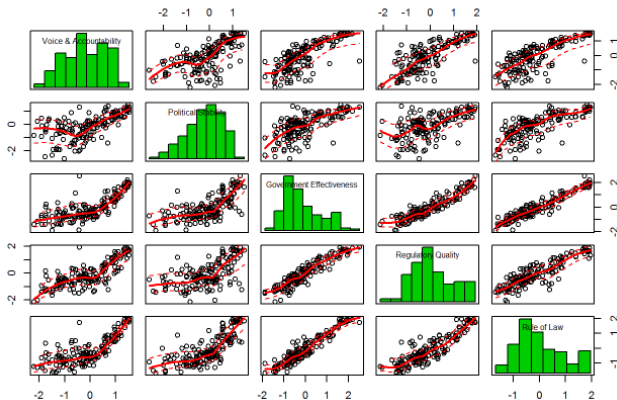 -2 0 1 -2 0 1 2
Voice & Accountability
-2 0 1
Political Stability
0
-2
Government Effectiveness
-2 0 2
2
Regulatory Quality
0
-2
Rule of Law
-1 1 2
-2 -1 0 1 -1 0 1 2 -1 0 1 2